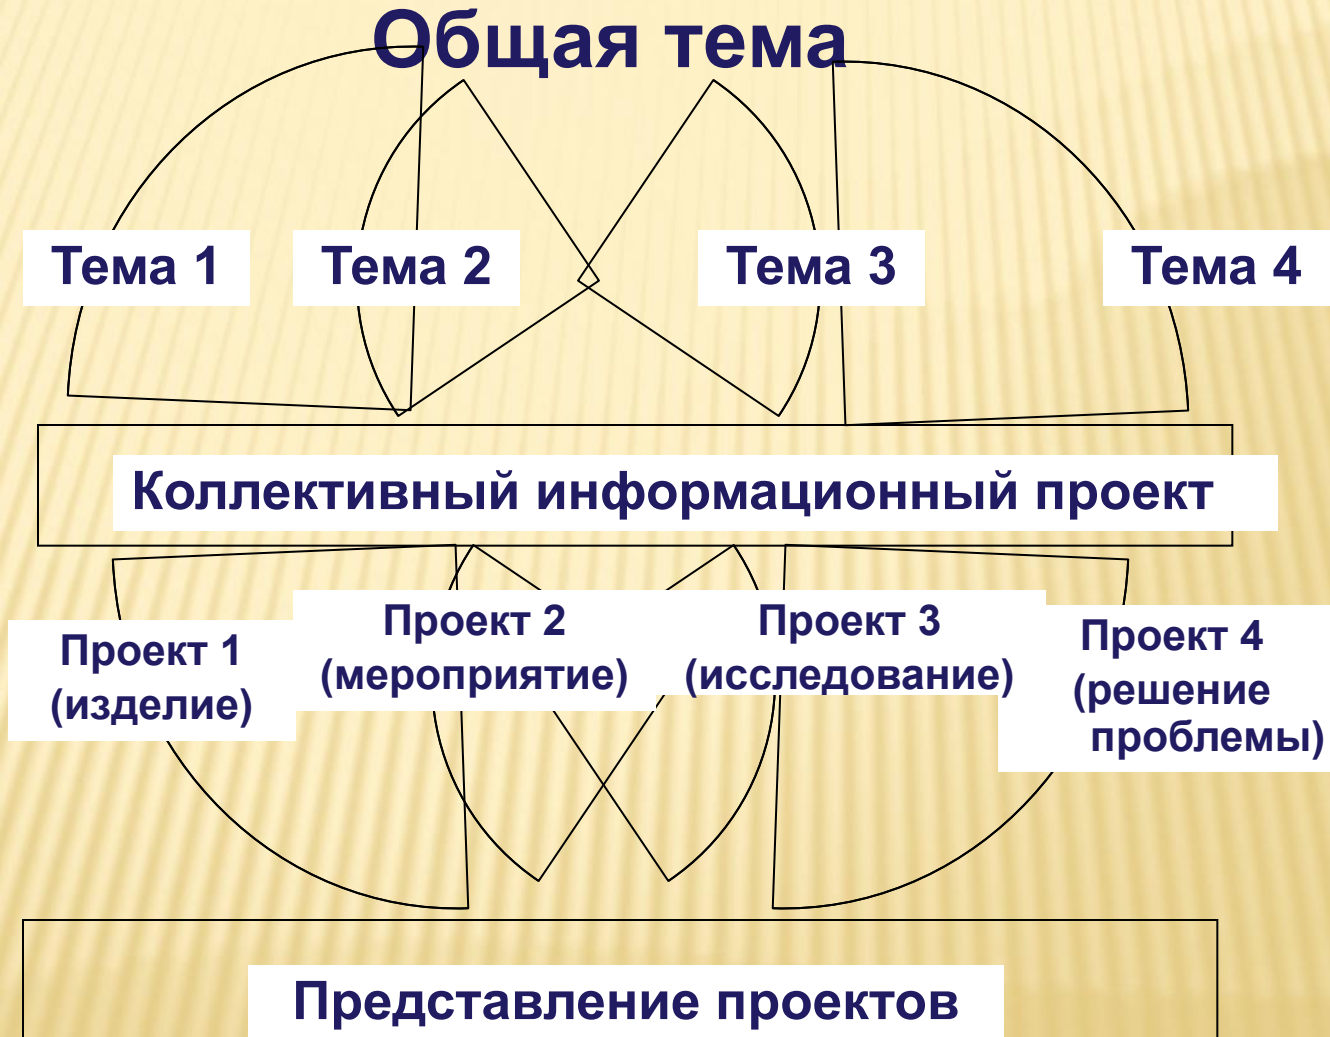 Общая тема
Тема 1
Тема 2
Тема 3
Тема 4
Коллективный информационный проект
Проект 1
(изделие)
Проект 2
(мероприятие)
Проект 3
(исследование)
Проект 4
(решение
проблемы)
Представление проектов